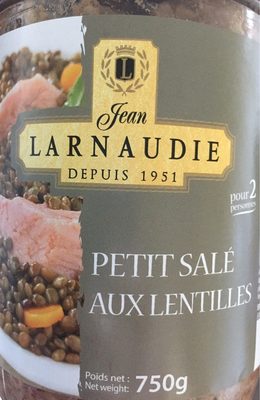 L
Jean
LARNAUDIE
DEPUIS 1951
pour 2
personnes
PETIT SALÉ
AUX LENTILLES
Poids net :
Net weight: 750g